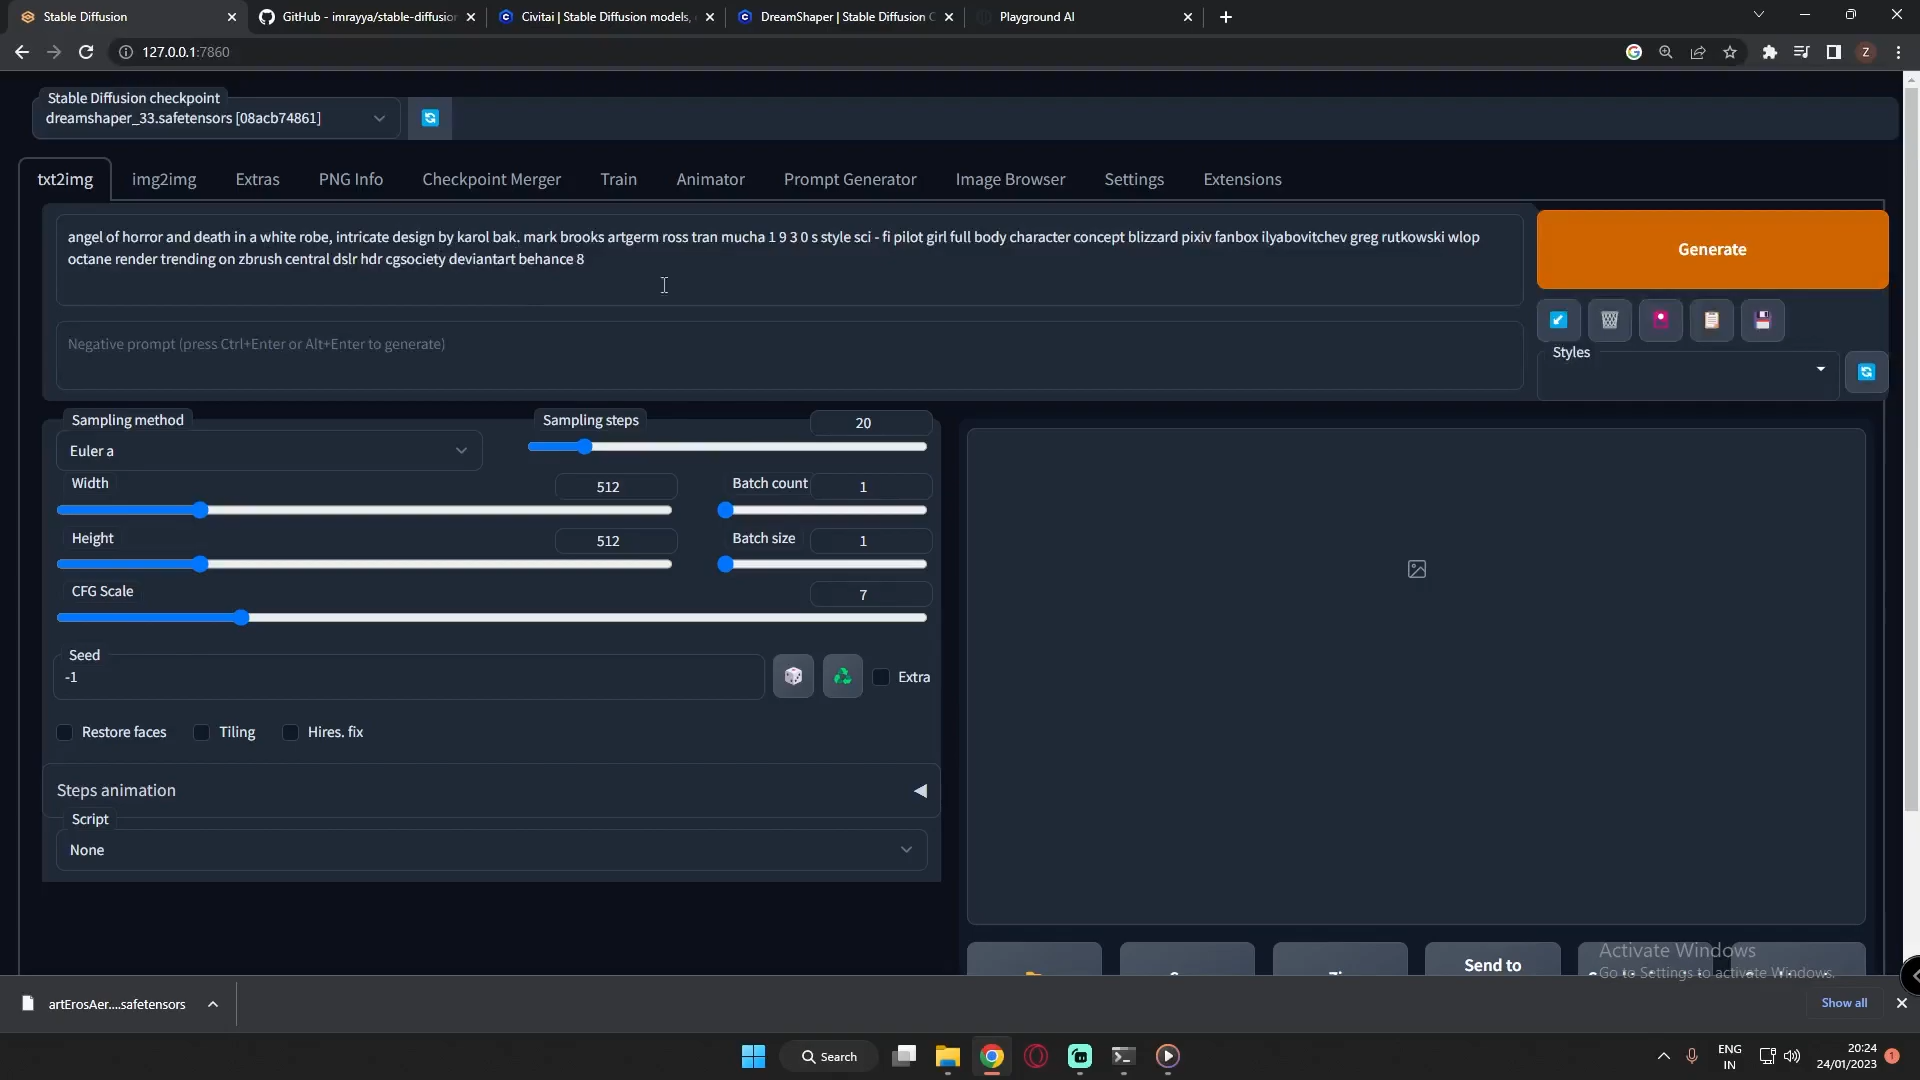 Stable Diffusion
GitHub - imrayya/stable-diffusion
Civitai | Stable Diffusion models,
DreamShaper | Stable Diffusion C
Playground AI
127.0.0.1:7860
Z
Stable Diffusion checkpoint
dreamshaper_33.safetensors [08acb74861]
txt2img
img2img
Extras
PNG Info
Checkpoint Merger
Train
Animator
Prompt Generator
Image Browser
Settings
Extensions
angel of horror and death in a white robe, intricate design by karol bak. mark brooks artgerm ross tran mucha 1 9 3 0 s style sci - fi pilot girl full body character concept blizzard pixiv fanbox ilyabovitchev greg rutkowski wlop
octane render trending on zbrush central dslr hdr cgsociety deviantart behance 8
Generate
Negative prompt (press Ctrl+Enter or Alt+Enter to generate)
Styles
Sampling method
Euler a
Sampling steps
20
Width
512
Batch count
1
Height
512
Batch size
1
CFG Scale
7
Seed
-1
Extra
Restore faces
Tiling
Hires. fix
Steps animation
Script
None
Send to
Activate Windows
Go to Settings to activate Windows.
artErosAer....safetensors
Show all
Search
ENG
IN
20:24
24/01/2023
1